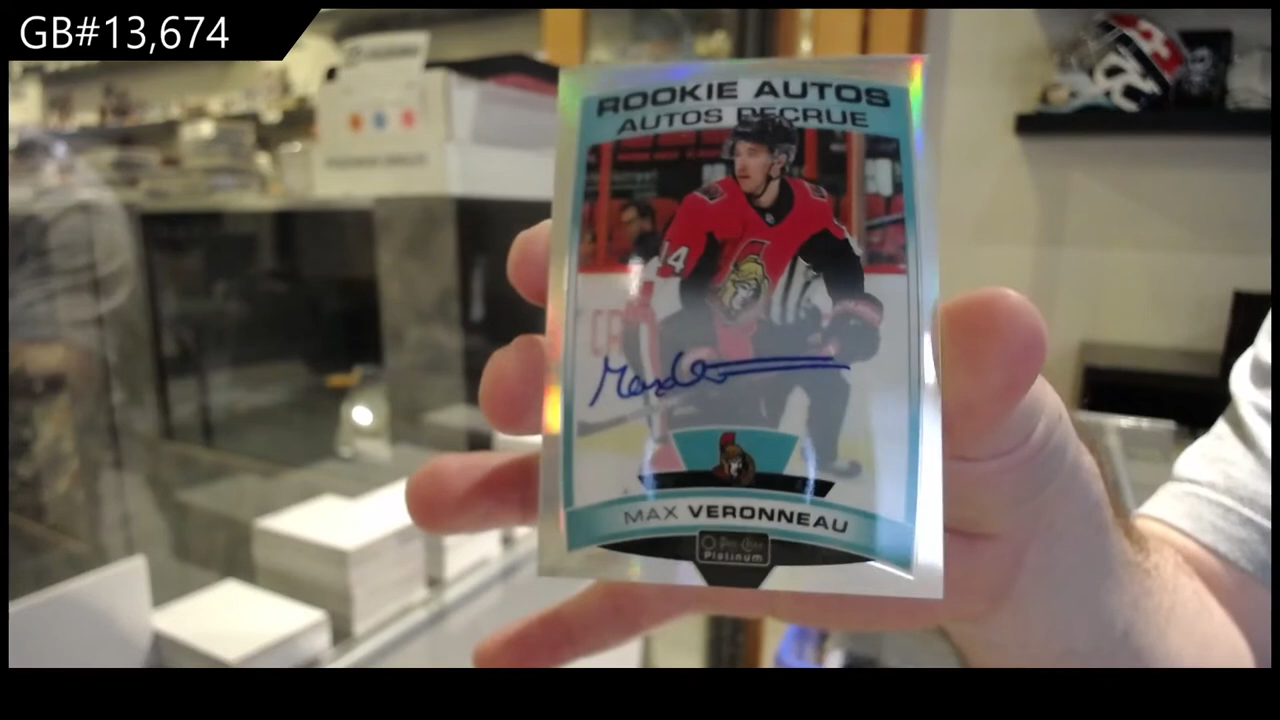 GB#13,674
ROOKIE AUTOS
AUTOS RECRUE
14
MAX VERONNEAU
O-Pee-Chee
Platinum